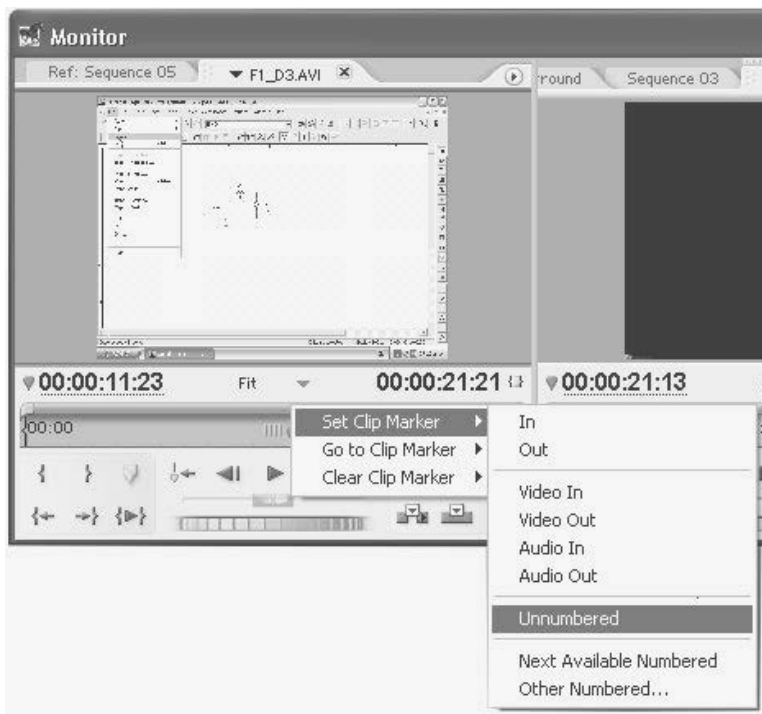 Monitor
Ref: Sequence 05
F1_D3.AVI
round
Sequence 03
00:00:11:23
Fit
00:00:21:21
00:00:21:13
00:00
Set Clip Marker
Go to Clip Marker
Clear Clip Marker
In
Out
Video In
Video Out
Audio In
Audio Out
Unnumbered
Next Available Numbered
Other Numbered...